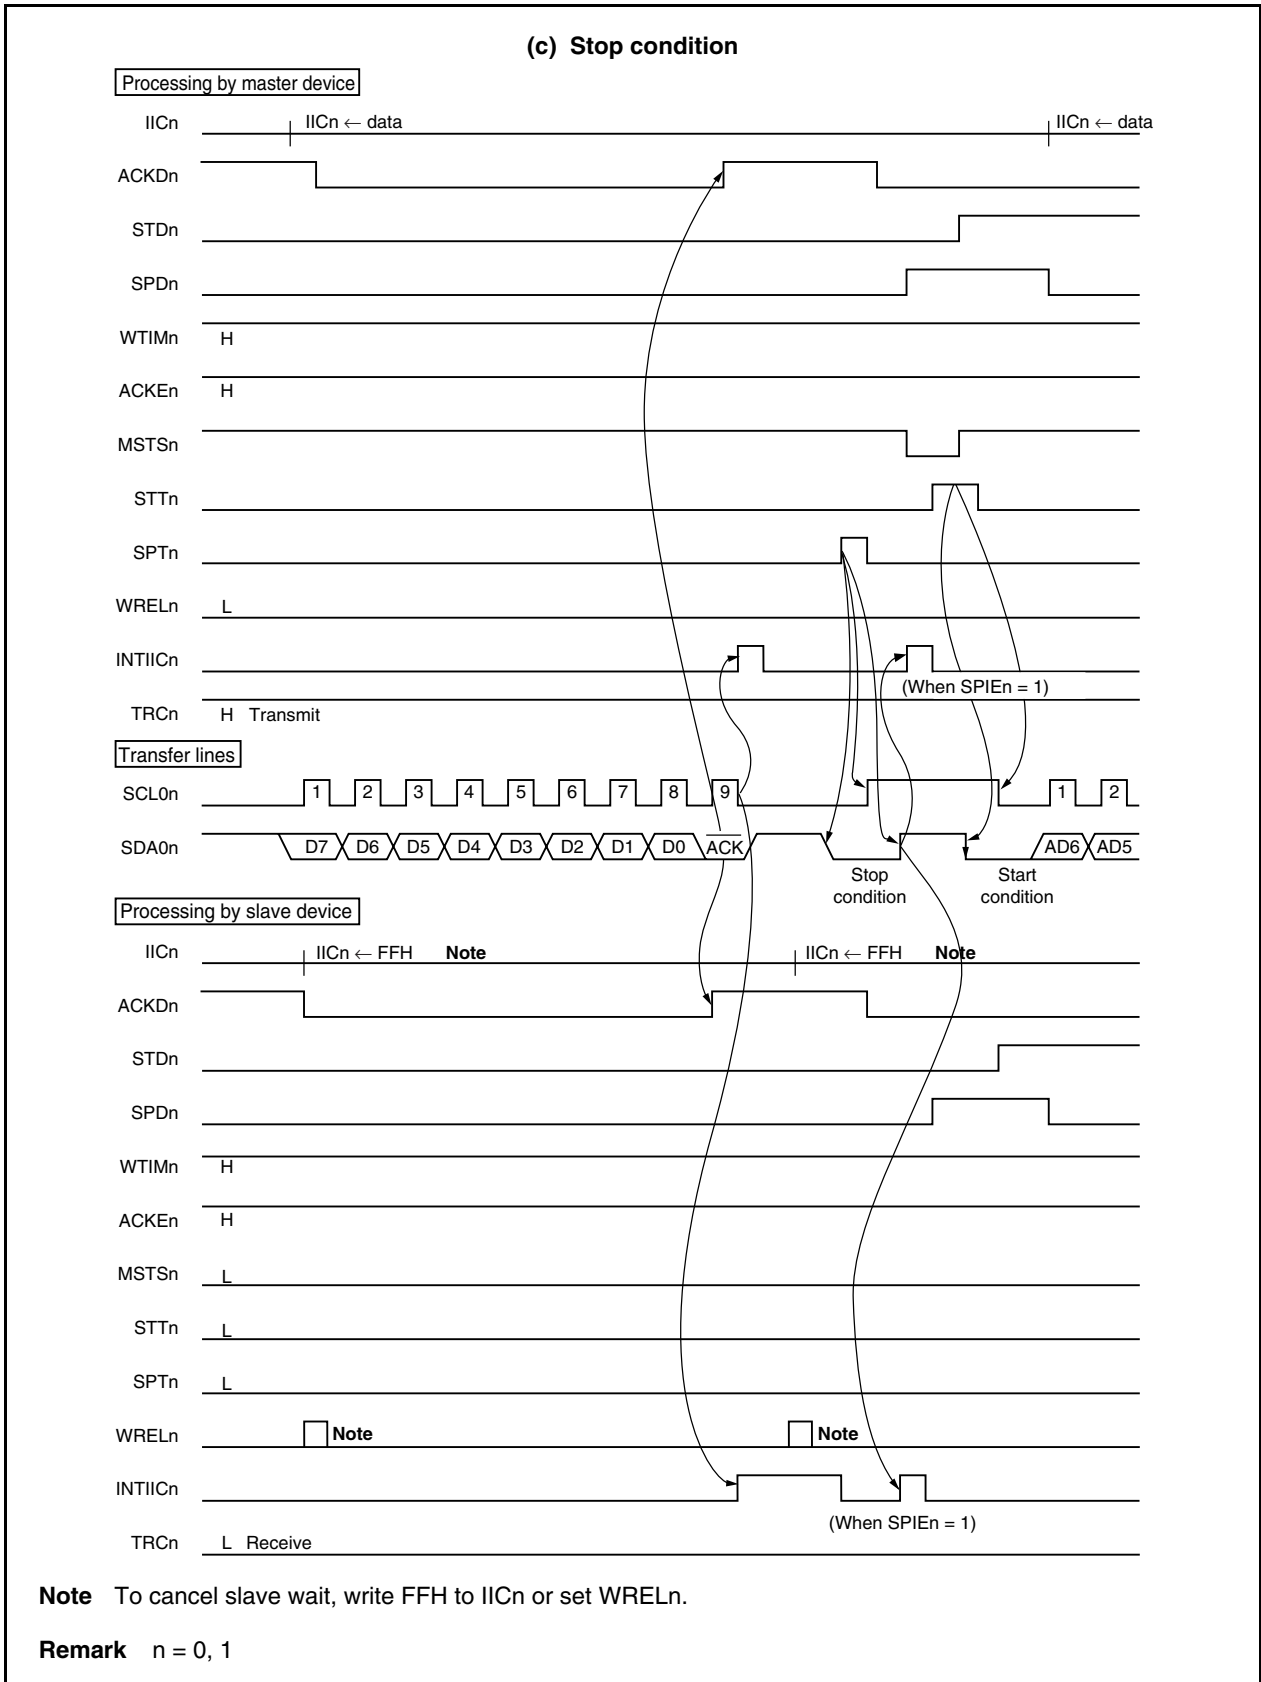 (c) Stop condition
Processing by master device
IICn IICn ← data IICn ← data
ACKDn
STDn
SPDn
WTIMn H
ACKEn H
MSTSn
STTn
SPTn
WRELn L
INTIICn
(When SPIEn = 1)
TRCn H Transmit
Transfer lines
SCL0n 1 2 3 4 5 6 7 8 9 1 2
SDA0n D7 D6 D5 D4 D3 D2 D1 D0 ACK AD6 AD5
Stop condition Start condition
Processing by slave device
IICn IICn ← FFH Note IICn ← FFH Note
ACKDn
STDn
SPDn
WTIMn H
ACKEn H
MSTSn L
STTn L
SPTn L
WRELn Note Note
INTIICn
(When SPIEn = 1)
TRCn L Receive
Note To cancel slave wait, write FFH to IICn or set WRELn.
Remark n = 0, 1